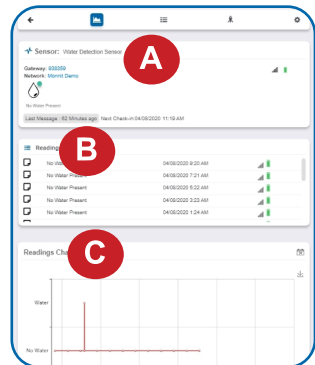 Sensor: Water Detection Sensor
A
Gateway: 930359
Network: Monnit Demo
No Water Present
Last Message : 62 Minutes ago Next Check-in:04/08/2020 11:19 AM
B
Readings
No Water Present 04/08/2020 9:20 AM
No Water Present 04/08/2020 7:21 AM
No Water Present 04/08/2020 5:22 AM
No Water Present 04/08/2020 3:23 AM
No Water Present 04/08/2020 1:24 AM
C
Readings Cha
Water
No Water